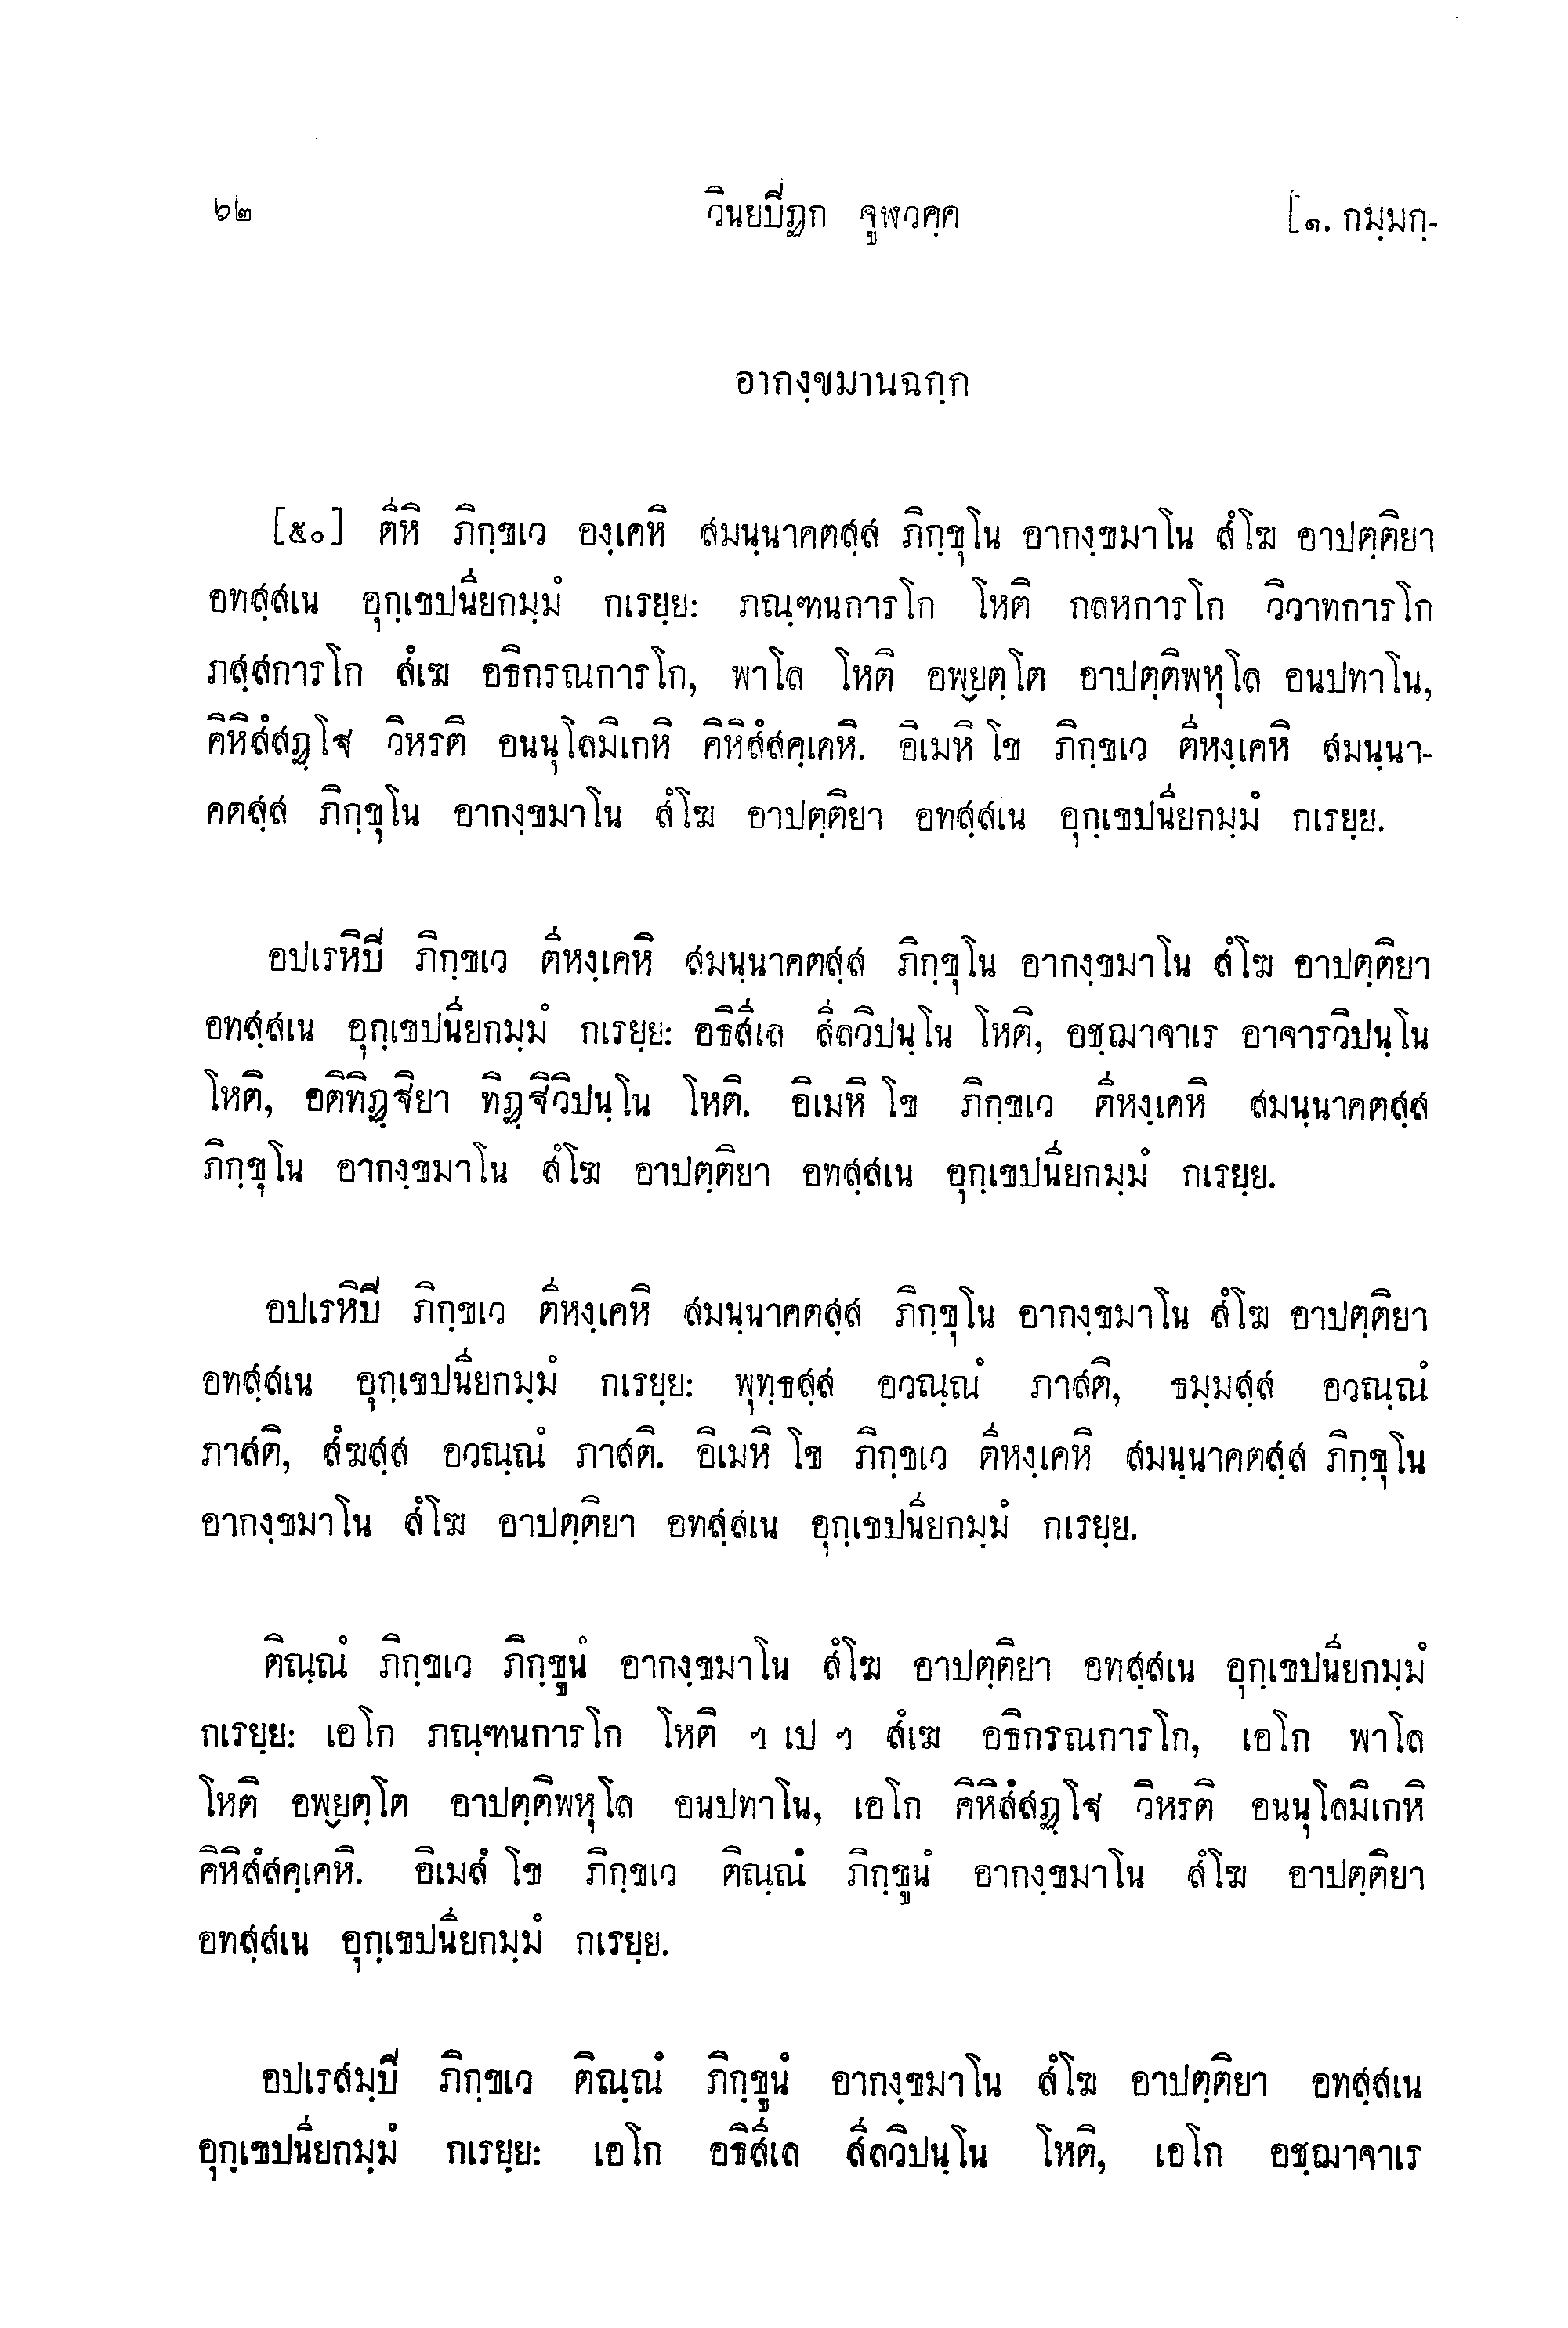 ๖๒ วินยปิฏก จูฬวคฺค [๑. กมฺมกฺ-
อากงฺขมานฉกฺก
[๕๐] ตีหิ ภิกฺขเว องฺเคหิ สมนฺนาคตสฺส ภิกฺขุโน อากงฺขมาโน สํโฆ อาปตฺติยา
อทสฺสเน อุกฺเขปนียกมฺมํ กเรยฺย: ภณฺฑนการโก โหติ กลหการโก วิวาทการโก
ภสฺสการโก สํเฆ อธิกรณการโก, พาโล โหติ อพฺยตฺโต อาปตฺติพหุโล อนปทาโน,
คิหิสํสฏฺโฐ วิหรติ อนนุโลมิเกหิ คิหิสํสคฺเคหิ. อิเมหิ โข ภิกฺขเว ตีหงฺเคหิ สมนฺนา-
คตสฺส ภิกฺขุโน อากงฺขมาโน สํโฆ อาปตฺติยา อทสฺสเน อุกฺเขปนียกมฺมํ กเรยฺย.
อปเรหิปิ ภิกฺขเว ตีหงฺเคหิ สมนฺนาคตสฺส ภิกฺขุโน อากงฺขมาโน สํโฆ อาปตฺติยา
อทสฺสเน อุกฺเขปนียกมฺมํ กเรยฺย: อธิสีเล สีลวิปนฺโน โหติ, อชฺฌาจาเร อาจารวิปนฺโน
โหติ, อติทิฏฺฐิยา ทิฏฺฐิวิปนฺโน โหติ. อิเมหิ โข ภิกฺขเว ตีหงฺเคหิ สมนฺนาคตสฺส
ภิกฺขุโน อากงฺขมาโน สํโฆ อาปตฺติยา อทสฺสเน อุกฺเขปนียกมฺมํ กเรยฺย.
อปเรหิปิ ภิกฺขเว ตีหงฺเคหิ สมนฺนาคตสฺส ภิกฺขุโน อากงฺขมาโน สํโฆ อาปตฺติยา
อทสฺสเน อุกฺเขปนียกมฺมํ กเรยฺย: พุทฺธสฺส อวณฺณํ ภาสติ, ธมฺมสฺส อวณฺณํ
ภาสติ, สํฆสฺส อวณฺณํ ภาสติ. อิเมหิ โข ภิกฺขเว ตีหงฺเคหิ สมนฺนาคตสฺส ภิกฺขุโน
อากงฺขมาโน สํโฆ อาปตฺติยา อทสฺสเน อุกฺเขปนียกมฺมํ กเรยฺย.
ติณฺณํ ภิกฺขเว ภิกฺขูนํ อากงฺขมาโน สํโฆ อาปตฺติยา อทสฺสเน อุกฺเขปนียกมฺมํ
กเรยฺย: เอโก ภณฺฑนการโก โหติ ฯ เป ฯ สํเฆ อธิกรณการโก, เอโก พาโล
โหติ อพฺยตฺโต อาปตฺติพหุโล อนปทาโน, เอโก คิหิสํสฏฺโฐ วิหรติ อนนุโลมิเกหิ
คิหิสํสคฺเคหิ. อิเมสํ โข ภิกฺขเว ติณฺณํ ภิกฺขูนํ อากงฺขมาโน สํโฆ อาปตฺติยา
อทสฺสเน อุกฺเขปนียกมฺมํ กเรยฺย.
อปเรสมฺปิ ภิกฺขเว ติณฺณํ ภิกฺขูนํ อากงฺขมาโน สํโฆ อาปตฺติยา อทสฺสเน
อุกฺเขปนียกมฺมํ กเรยฺย: เอโก อธิสีเล สีลวิปนฺโน โหติ, เอโก อชฺฌาจาเร